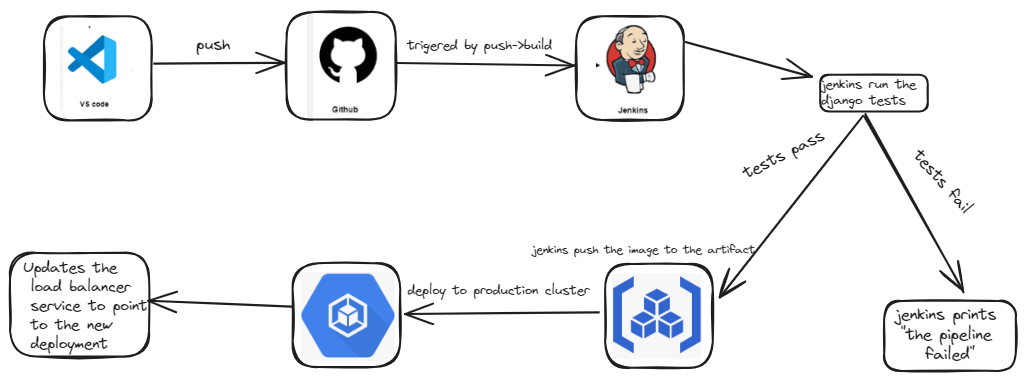 VS code
push
Github
trigered by push->build
Jenkins
jenkins run the
django tests
tests pass
tests fail
jenkins push the image to the artifact
deploy to production cluster
Updates the
load balancer
service to point
to the new
deployment
jenkins prints
"the pipeline
failed"